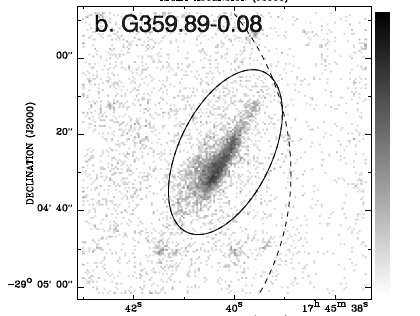 b. G359.89-0.08
DECLINATION (J2000)
00"
20"
04' 40"
-29° 05' 00"
42s 40s 17h 45m 38s